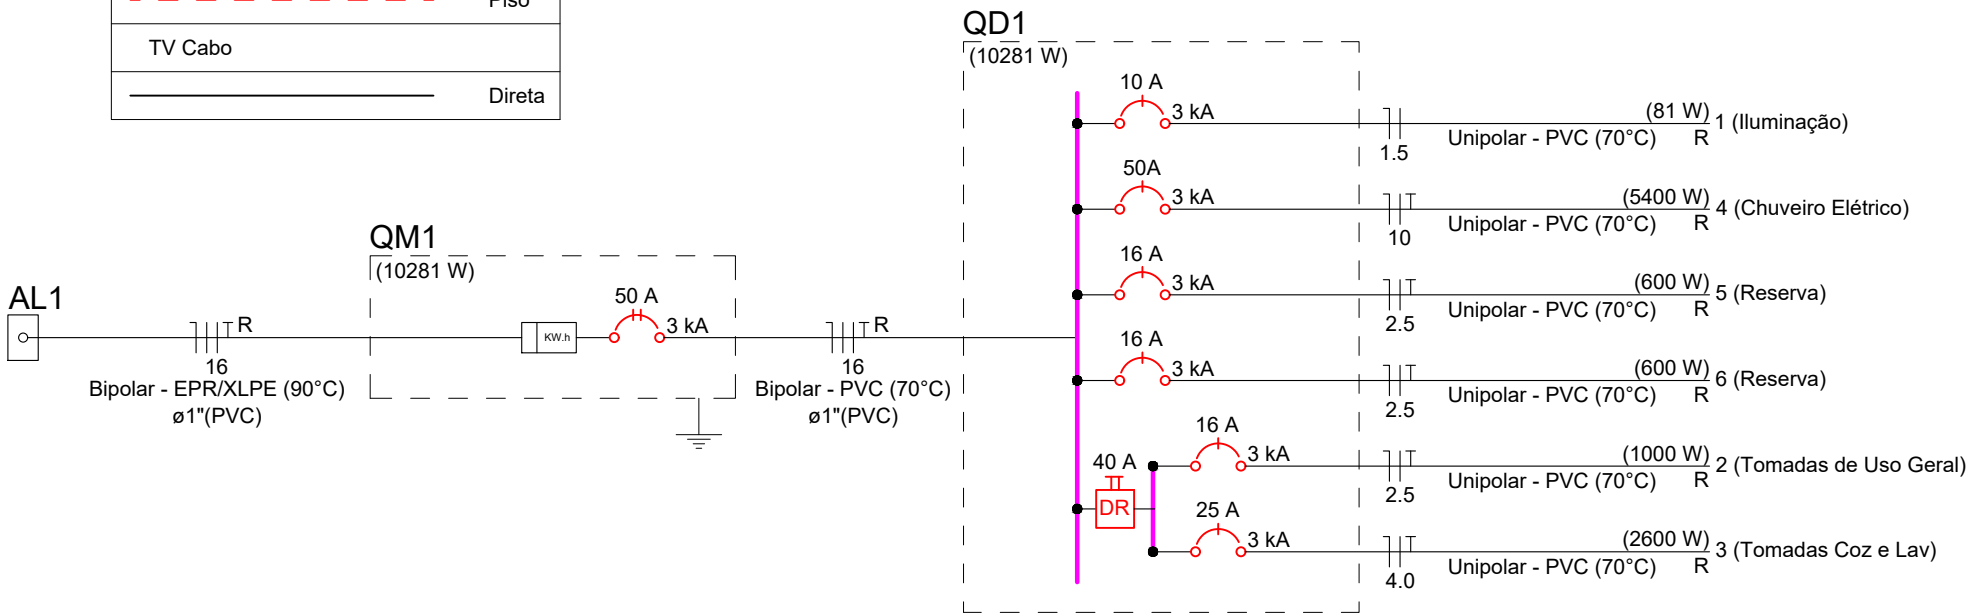 Piso
TV Cabo
Direta
QD1
(10281 W)
10 A
3 kA
1.5
(81 W)
Unipolar - PVC (70°C)
R
1 (Iluminação)
50A
3 kA
10
(5400 W)
Unipolar - PVC (70°C)
R
4 (Chuveiro Elétrico)
16 A
3 kA
2.5
(600 W)
Unipolar - PVC (70°C)
R
5 (Reserva)
16 A
3 kA
2.5
(600 W)
Unipolar - PVC (70°C)
R
6 (Reserva)
40 A
DR
16 A
3 kA
2.5
(1000 W)
Unipolar - PVC (70°C)
R
2 (Tomadas de Uso Geral)
25 A
3 kA
4.0
(2600 W)
Unipolar - PVC (70°C)
R
3 (Tomadas Coz e Lav)
QM1
(10281 W)
50 A
3 kA
KW.h
AL1
R
16
Bipolar - EPR/XLPE (90°C)
ø1"(PVC)
R
16
Bipolar - PVC (70°C)
ø1"(PVC)